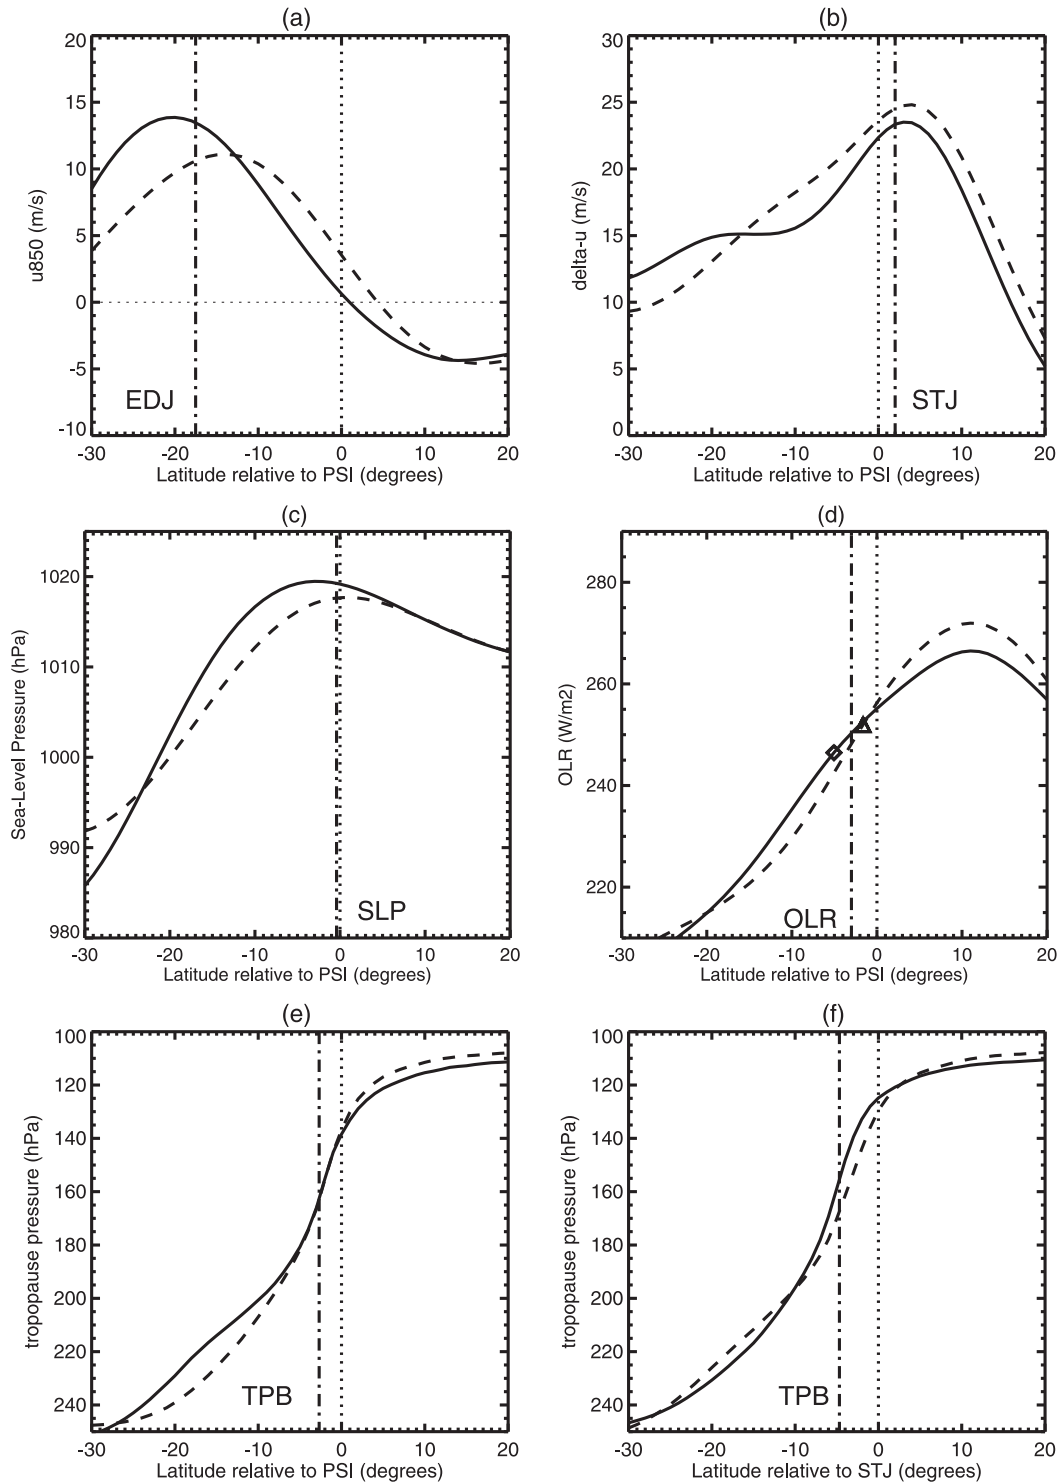 (a)
20
15
10
5
0
-5
-10
u850 (m/s)
EDJ
-30 -20 -10 0 10 20
Latitude relative to PSI (degrees)
(b)
30
25
20
15
10
5
0
delta-u (m/s)
STJ
-30 -20 -10 0 10 20
Latitude relative to PSI (degrees)
(c)
1020
1010
1000
990
980
Sea-Level Pressure (hPa)
SLP
-30 -20 -10 0 10 20
Latitude relative to PSI (degrees)
(d)
280
260
240
220
OLR (W/m2)
OLR
-30 -20 -10 0 10 20
Latitude relative to PSI (degrees)
(e)
100
120
140
160
180
200
220
240
tropopause pressure (hPa)
TPB
-30 -20 -10 0 10 20
Latitude relative to PSI (degrees)
(f)
100
120
140
160
180
200
220
240
tropopause pressure (hPa)
TPB
-30 -20 -10 0 10 20
Latitude relative to STJ (degrees)